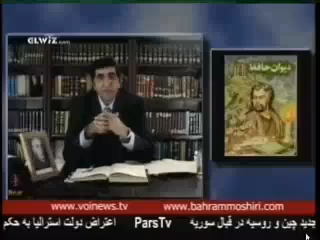 GLWIZ.com
دیوان حافظ
www.voinews.tv www.bahrammoshiri.com
جدید چین و روسیه در قبال سوریه ParsTv اعتراض دولت استرالیا به حکم